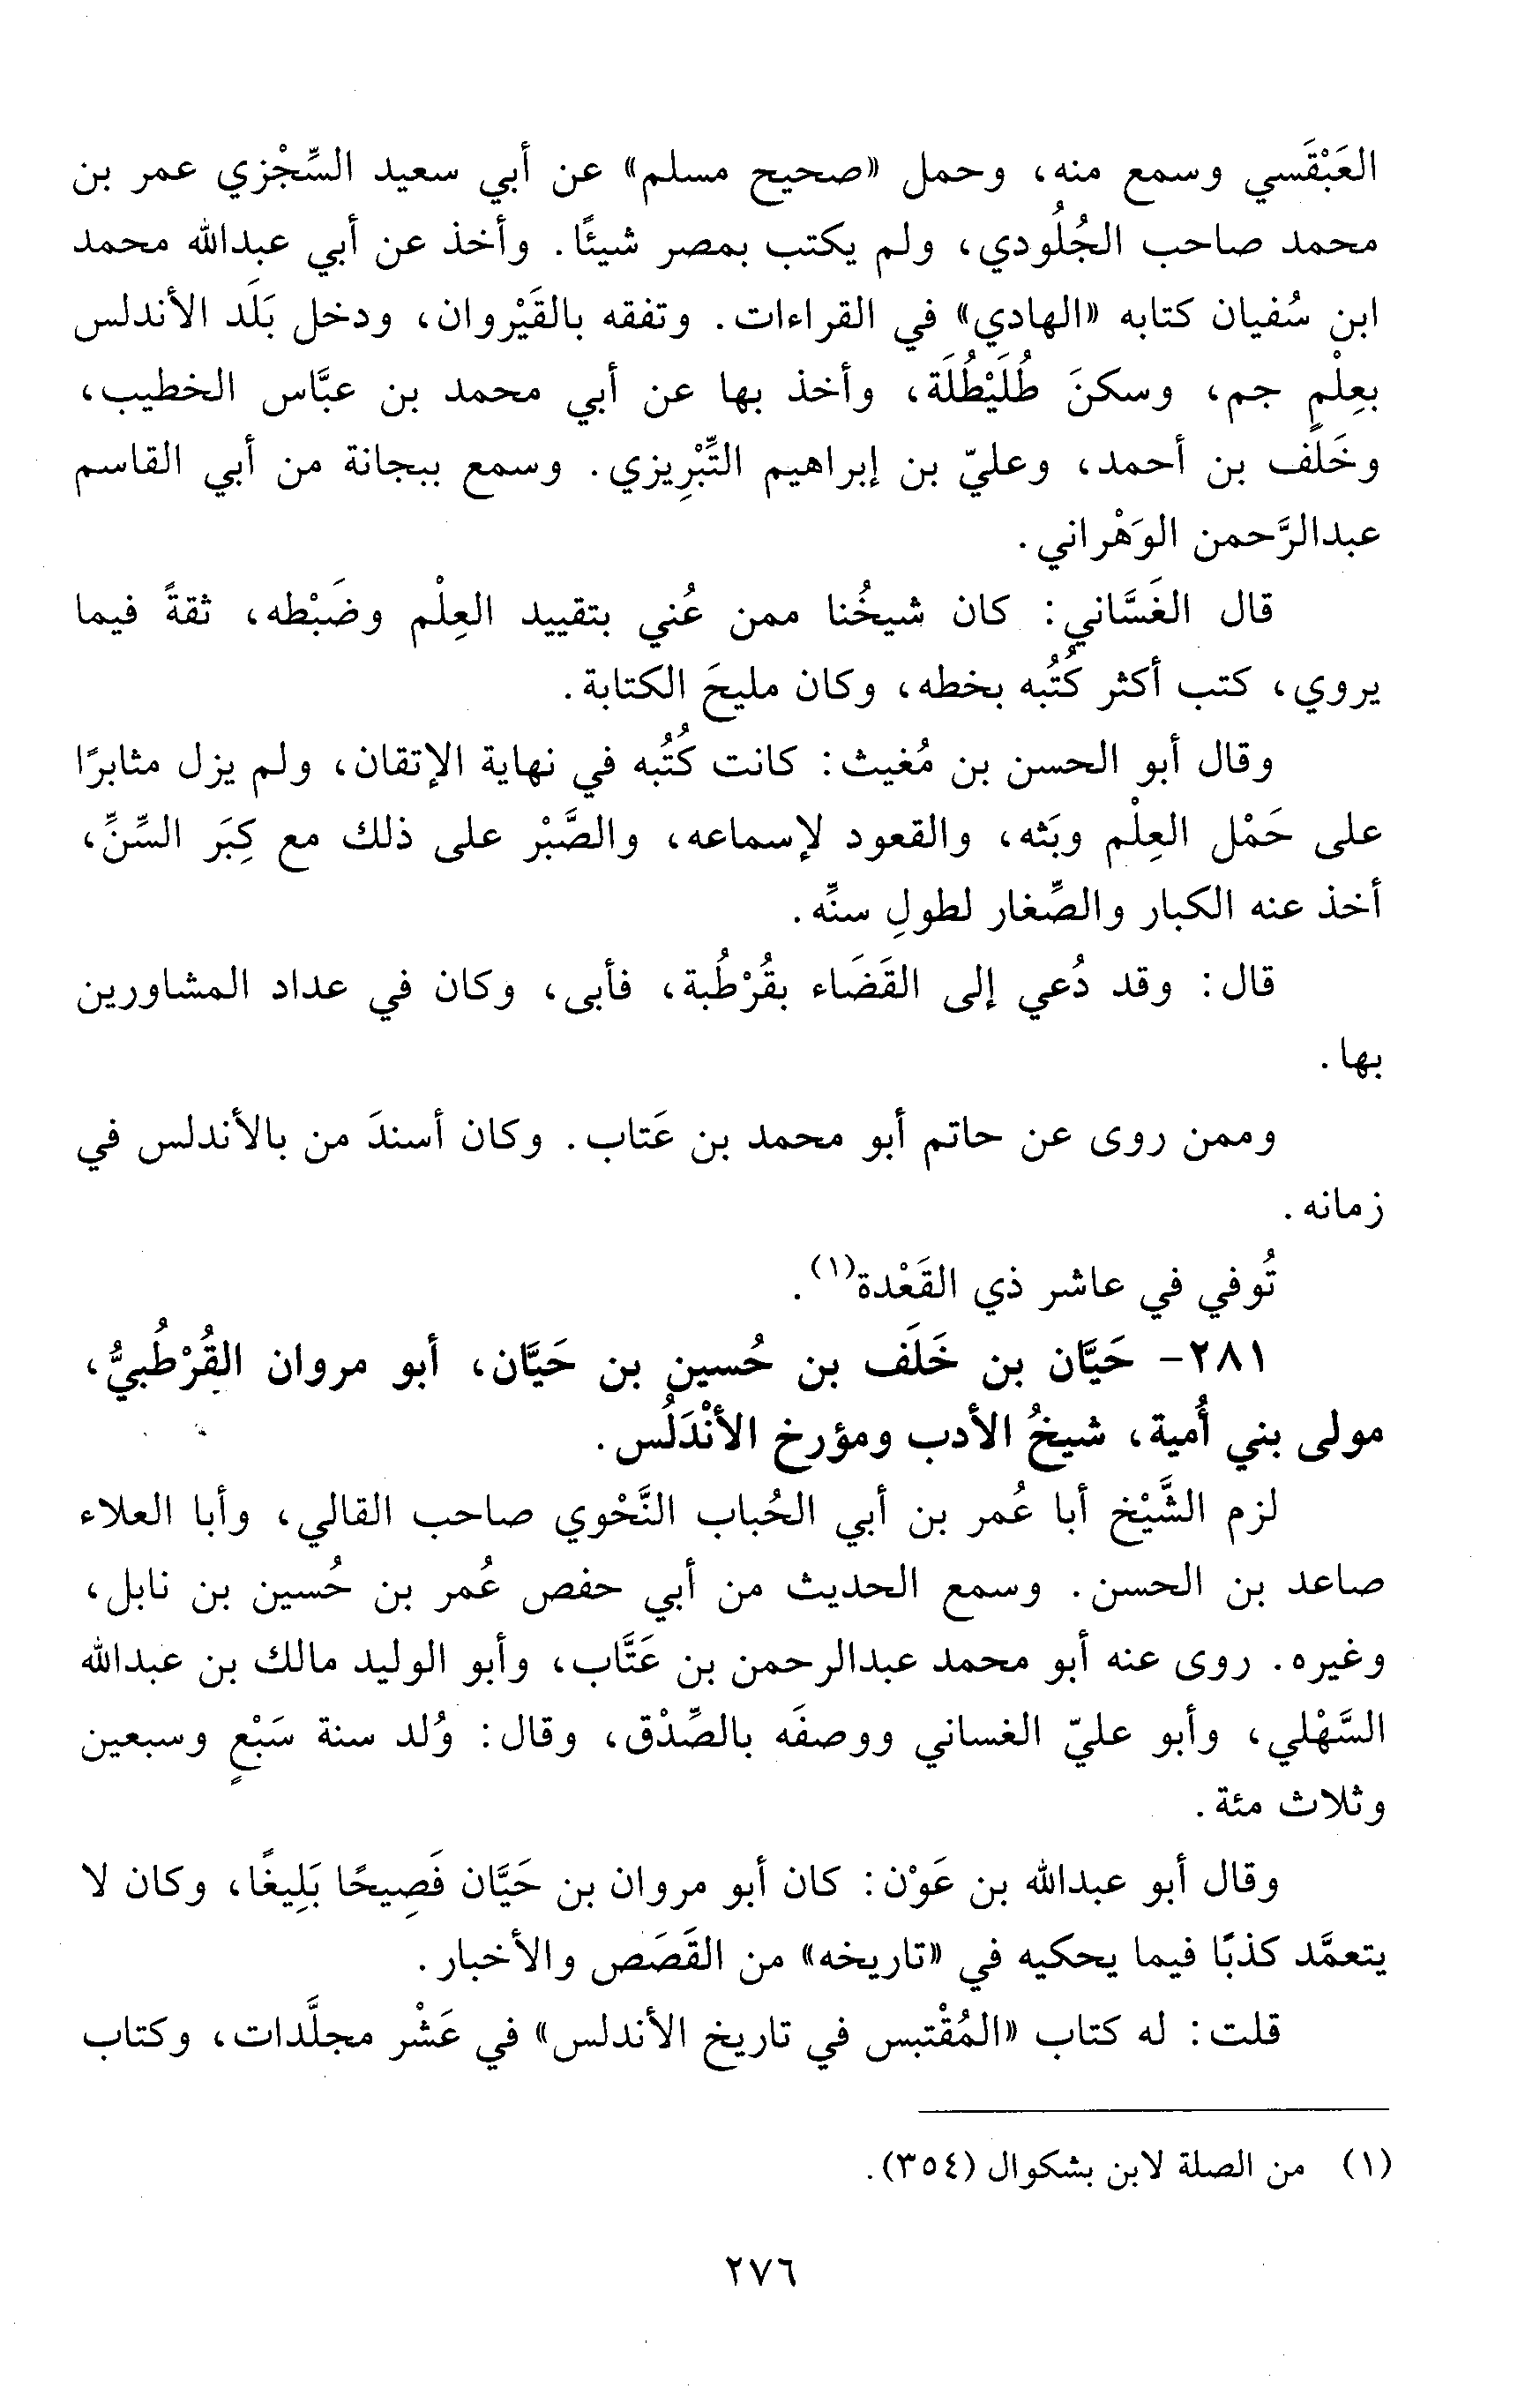 العَبْقَسي وسمع منه، وحمل «صحيح مسلم» عن أبي سعيد السِّجْزي عمر بن
محمد صاحب الجُلُودي، ولم يكتب بمصر شيئًا. وأخذ عن أبي عبدالله محمد
ابن سُفيان كتابه «الهادي» في القراءات. وتفقه بالقَيْروان، ودخل بَلَد الأندلس
بعِلْمٍ جم، وسكنَ طُلَيْطُلَة، وأخذ بها عن أبي محمد بن عبَّاس الخطيب،
وخَلَف بن أحمد، وعليّ بن إبراهيم التِّبْرِيزي. وسمع ببجانة من أبي القاسم
عبدالرَّحمن الوَهْراني.
قال الغَسَّاني: كان شيخُنا ممن عُني بتقييد العِلْم وضَبْطه، ثقةً فيما
يروي، كتب أكثر كُتُبه بخطه، وكان مليحَ الكتابة.
وقال أبو الحسن بن مُغيث: كانت كُتُبه في نهاية الإتقان، ولم يزل مثابرًا
على حَمْل العِلْم وبَثه، والقعود لإسماعه، والصَّبْر على ذلك مع كِبَر السِّنِّ،
أخذ عنه الكبار والصِّغار لطولِ سنِّه.
قال: وقد دُعي إلى القَضَاء بقُرْطُبة، فأبى، وكان في عداد المشاورين
بها.
وممن روى عن حاتم أبو محمد بن عَتاب. وكان أسندَ من بالأندلس في
زمانه.
تُوفي في عاشر ذي القَعْدة(١).
٢٨١- حَيَّان بن خَلَف بن حُسين بن حَيَّان، أبو مروان القُرْطُبيُّ،
مولى بني أُمية، شيخُ الأدب ومؤرخ الأنْدَلُس.
لزم الشَّيْخ أبا عُمر بن أبي الحُباب النَّحْوي صاحب القالي، وأبا العلاء
صاعد بن الحسن. وسمع الحديث من أبي حفص عُمر بن حُسين بن نابل،
وغيره. روى عنه أبو محمد عبدالرحمن بن عَتَّاب، وأبو الوليد مالك بن عبدالله
السَّهْلي، وأبو عليّ الغساني ووصفَه بالصِّدْق، وقال: وُلد سنة سَبْعٍ وسبعين
وثلاث مئة.
وقال أبو عبدالله بن عَوْن: كان أبو مروان بن حَيَّان فَصِيحًا بَلِيغًا، وكان لا
يتعمَّد كذبًا فيما يحكيه في «تاريخه» من القَصَص والأخبار.
قلت: له كتاب «المُقْتبس في تاريخ الأندلس» في عَشْر مجلَّدات، وكتاب
(١) من الصلة لابن بشكوال (٣٥٤).
٢٧٦